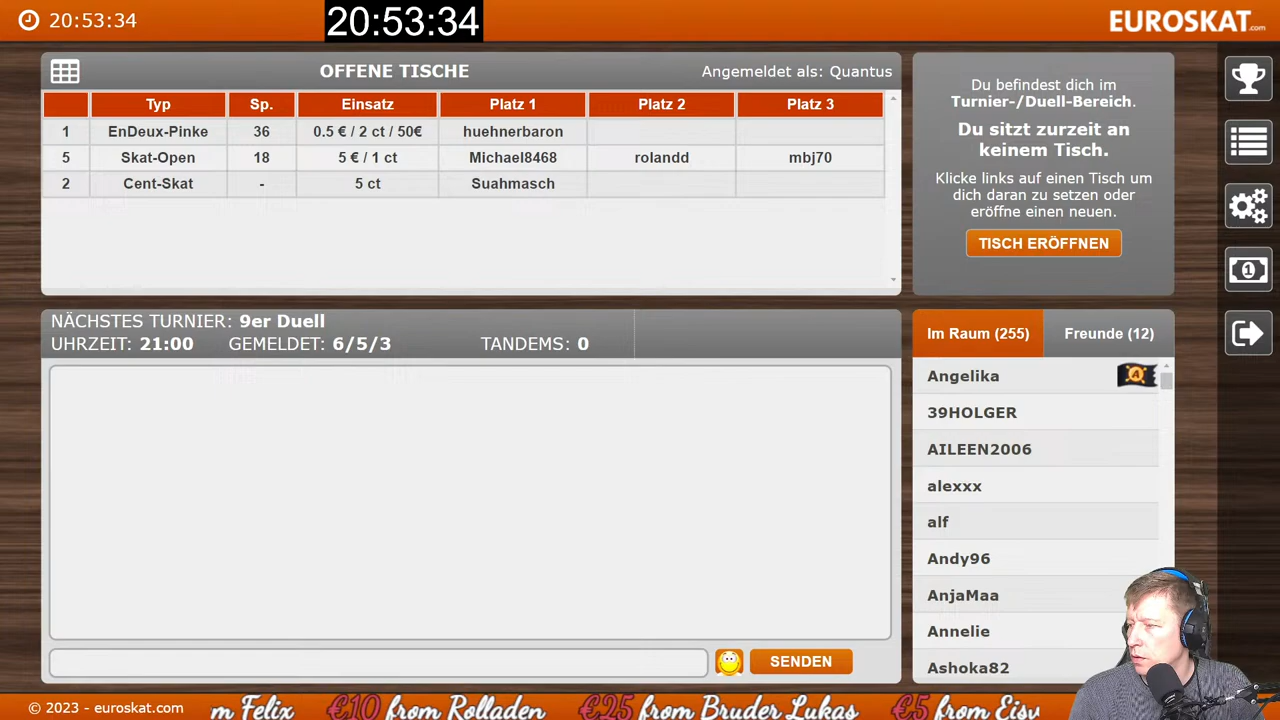 20:53:34
20:53:34
EUROSKAT.com
OFFENE TISCHE
Angemeldet als: Quantus
Typ Sp. Einsatz Platz 1 Platz 2 Platz 3
1 EnDeux-Pinke 36 0.5 € / 2 ct / 50€ huehnerbaron
5 Skat-Open 18 5 € / 1 ct Michael8468 rolandd mbj70
2 Cent-Skat - 5 ct Suahmasch
Du befindest dich im
Turnier-/Duell-Bereich.
Du sitzt zurzeit an
keinem Tisch.
Klicke links auf einen Tisch um
dich daran zu setzen oder
eröffne einen neuen.
TISCH ERÖFFNEN
NÄCHSTES TURNIER: 9er Duell
UHRZEIT: 21:00 GEMELDET: 6/5/3 TANDEMS: 0
Im Raum (255) Freunde (12)
Angelika
39HOLGER
AILEEN2006
alexxx
alf
Andy96
AnjaMaa
Annelie
Ashoka82
SENDEN
© 2023 - euroskat.com
m Felix €10 from Rolladen €25 from Bruder Lukas €5 from Eisv